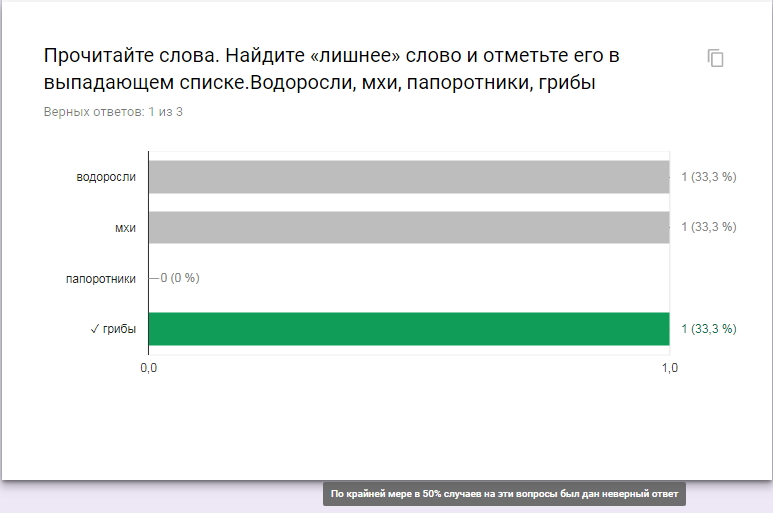 Прочитайте слова. Найдите «лишнее» слово и отметьте его в
выпадающем списке.Водоросли, мхи, папоротники, грибы
Верных ответов: 1 из 3
водоросли 1 (33,3 %)
мхи 1 (33,3 %)
папоротники 0 (0 %)
✓ грибы 1 (33,3 %)
0,0 1,0
По крайней мере в 50% случаев на эти вопросы был дан неверный ответ